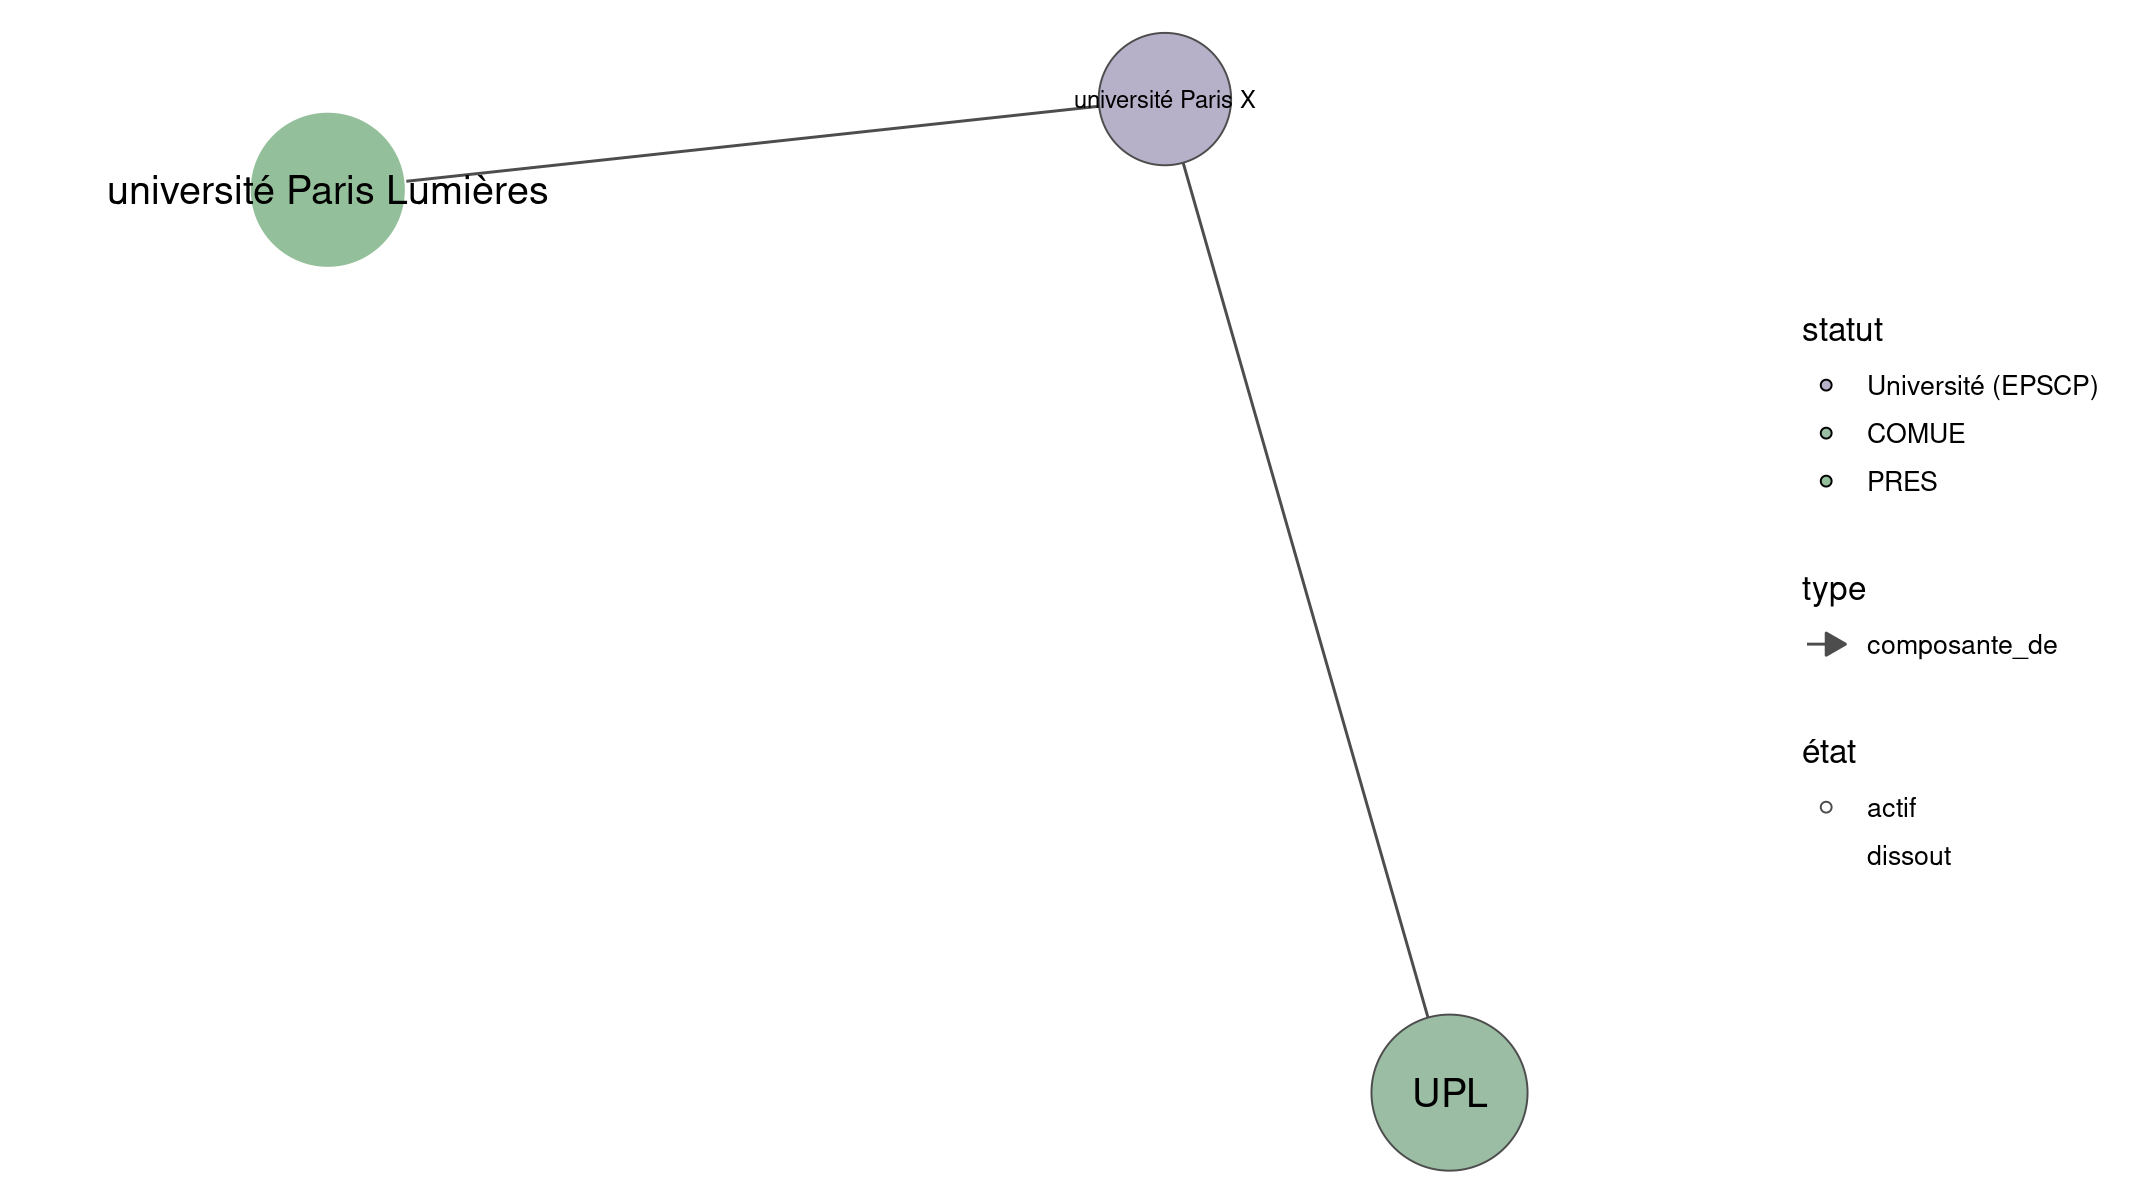 université Paris X
université Paris Lumières
UPL
statut
Université (EPSCP)
COMUE
PRES
type
composante_de
état
actif
dissout